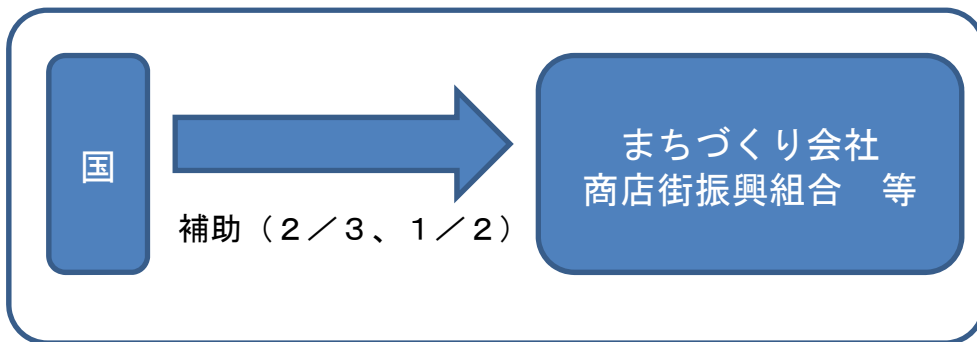 国
補助（２／３、１／２）
まちづくり会社
商店街振興組合　等